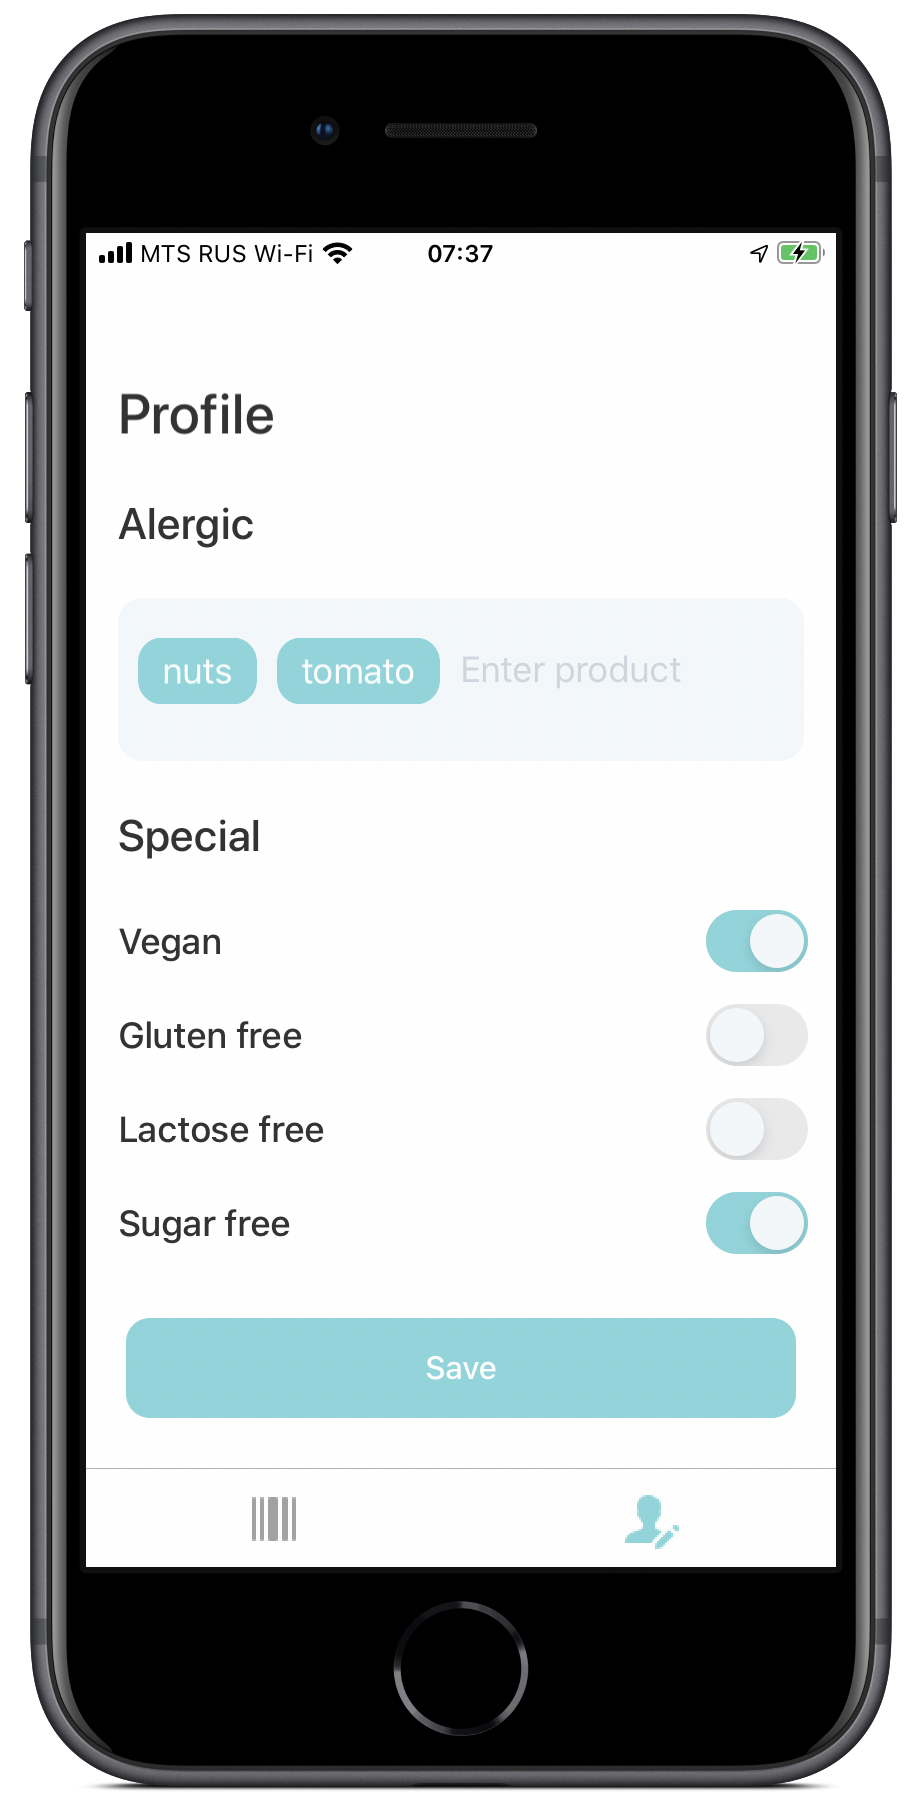 MTS RUS Wi-Fi 07:37
Profile
Alergic
nuts tomato Enter product
Special
Vegan
Gluten free
Lactose free
Sugar free
Save